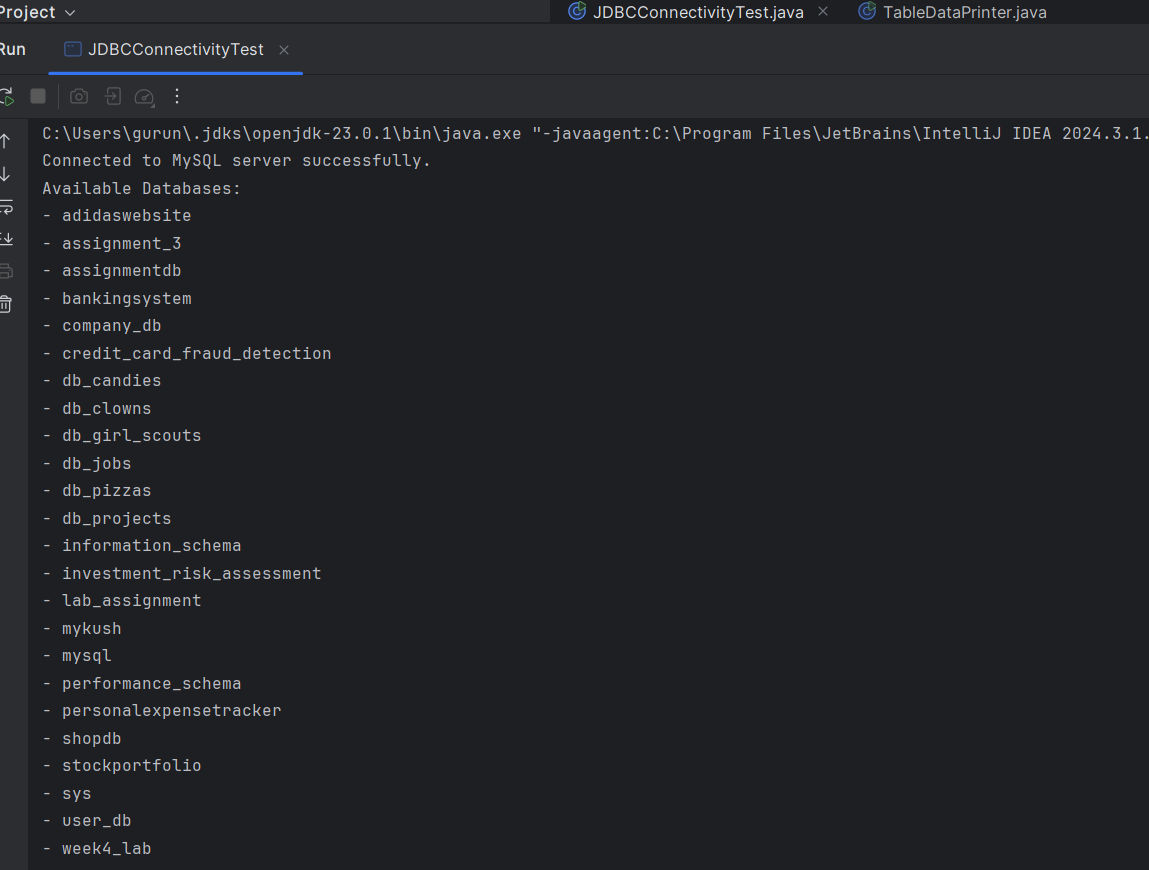 Project
JDBCConnectivityTest.java
TableDataPrinter.java
Run
JDBCConnectivityTest
C:\Users\gurun\.jdks\openjdk-23.0.1\bin\java.exe "-javaagent:C:\Program Files\JetBrains\IntelliJ IDEA 2024.3.1.
Connected to MySQL server successfully.
Available Databases:
- adidaswebsite
- assignment_3
- assignmentdb
- bankingsystem
- company_db
- credit_card_fraud_detection
- db_candies
- db_clowns
- db_girl_scouts
- db_jobs
- db_pizzas
- db_projects
- information_schema
- investment_risk_assessment
- lab_assignment
- mykush
- mysql
- performance_schema
- personalexpensetracker
- shopdb
- stockportfolio
- sys
- user_db
- week4_lab